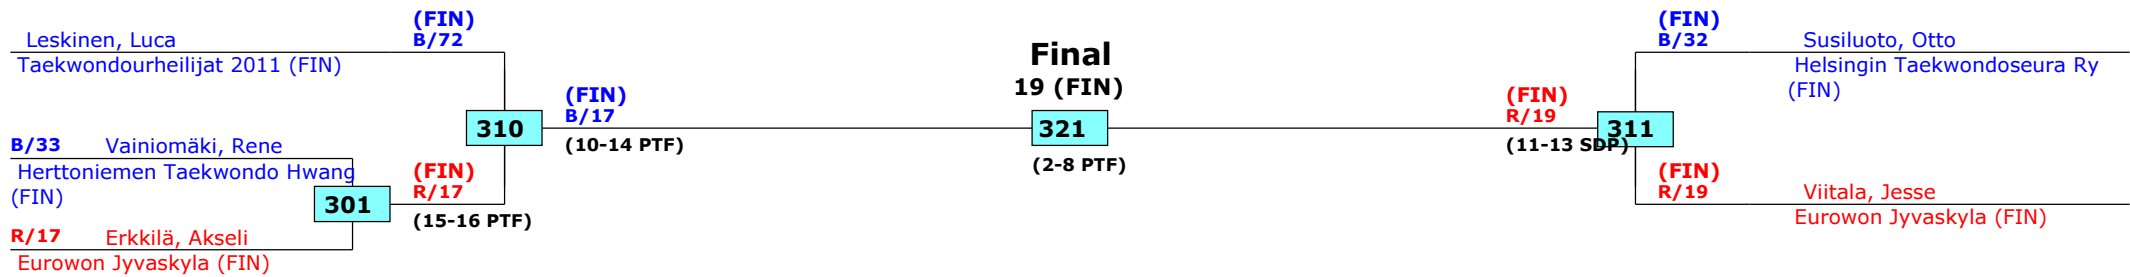 (FIN)
B/72
Leskinen, Luca
Taekwondourheilijat 2011 (FIN)
B/33 Vainiomäki, Rene
Herttoniemen Taekwondo Hwang
(FIN)
301
R/17 Erkkilä, Akseli
Eurowon Jyvaskyla (FIN)
(FIN)
R/17
(15-16 PTF)
310
(FIN)
B/17
(10-14 PTF)
Final
19 (FIN)
321
(2-8 PTF)
(FIN)
R/19
(11-13 SDP)
311
(FIN)
B/32
Susiluoto, Otto
Helsingin Taekwondoseura Ry
(FIN)
(FIN)
R/19
Viitala, Jesse
Eurowon Jyvaskyla (FIN)